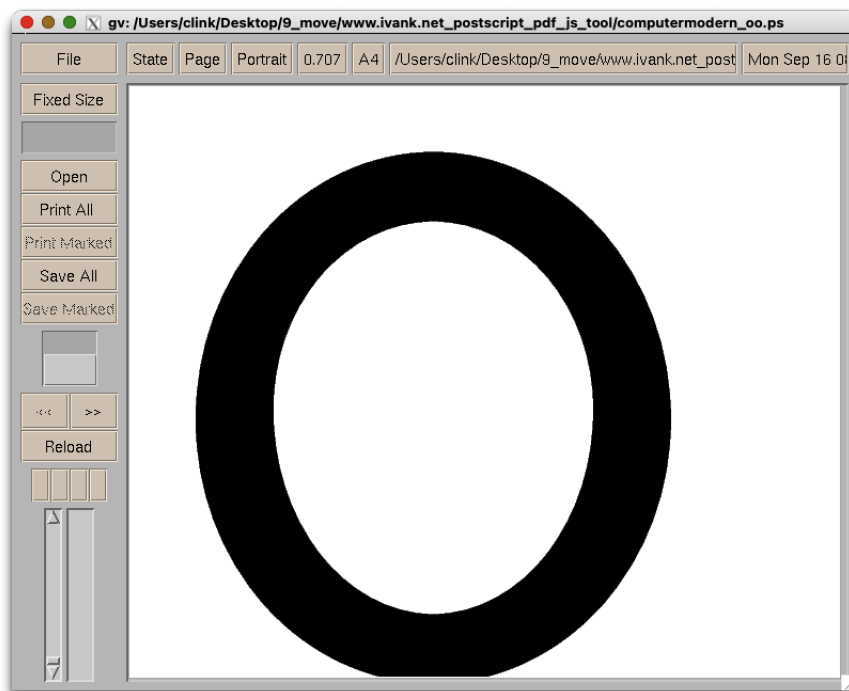 gv: /Users/clink/Desktop/9_move/www.ivank.net_postscript_pdf_js_tool/computermodern_oo.ps
File State Page Portrait 0.707 A4 /Users/clink/Desktop/9_move/www.ivank.net_post Mon Sep 16 0
Fixed Size
Open
Print All
Print Marked
Save All
Save Marked
<< >>
Reload
O